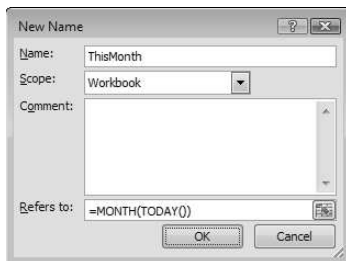 New Name
Name: ThisMonth
Scope: Workbook
Comment:
Refers to: =MONTH(TODAY())
OK Cancel